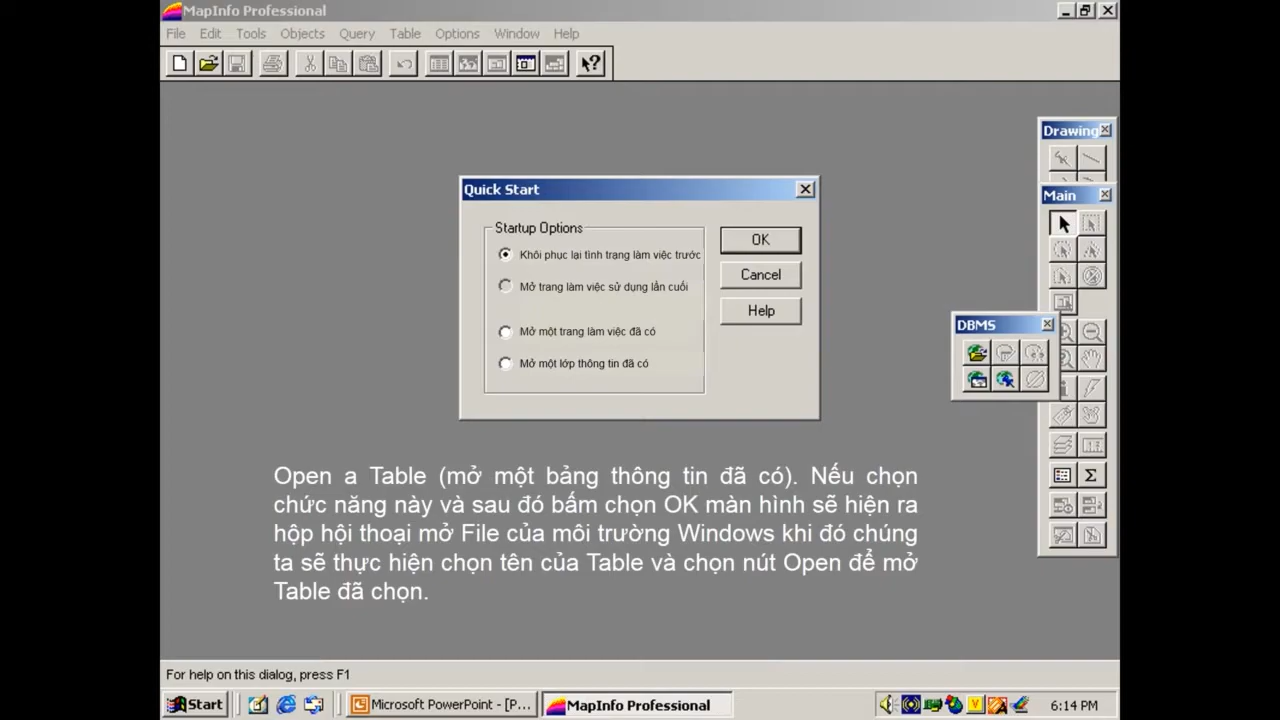 MapInfo Professional
File Edit Tools Objects Query Table Options Window Help
Drawing
Main
Quick Start
Startup Options
Khôi phục lại tình trạng làm việc trước
Mở trang làm việc sử dụng lần cuối
Mở một trang làm việc đã có
Mở một lớp thông tin đã có
OK
Cancel
Help
DBMS
Open a Table (mở một bảng thông tin đã có). Nếu chọn
chức năng này và sau đó bấm chọn OK màn hình sẽ hiện ra
hộp hội thoại mở File của môi trường Windows khi đó chúng
ta sẽ thực hiện chọn tên của Table và chọn nút Open để mở
Table đã chọn.
For help on this dialog, press F1
Start
Microsoft PowerPoint - [P...
MapInfo Professional
6:14 PM